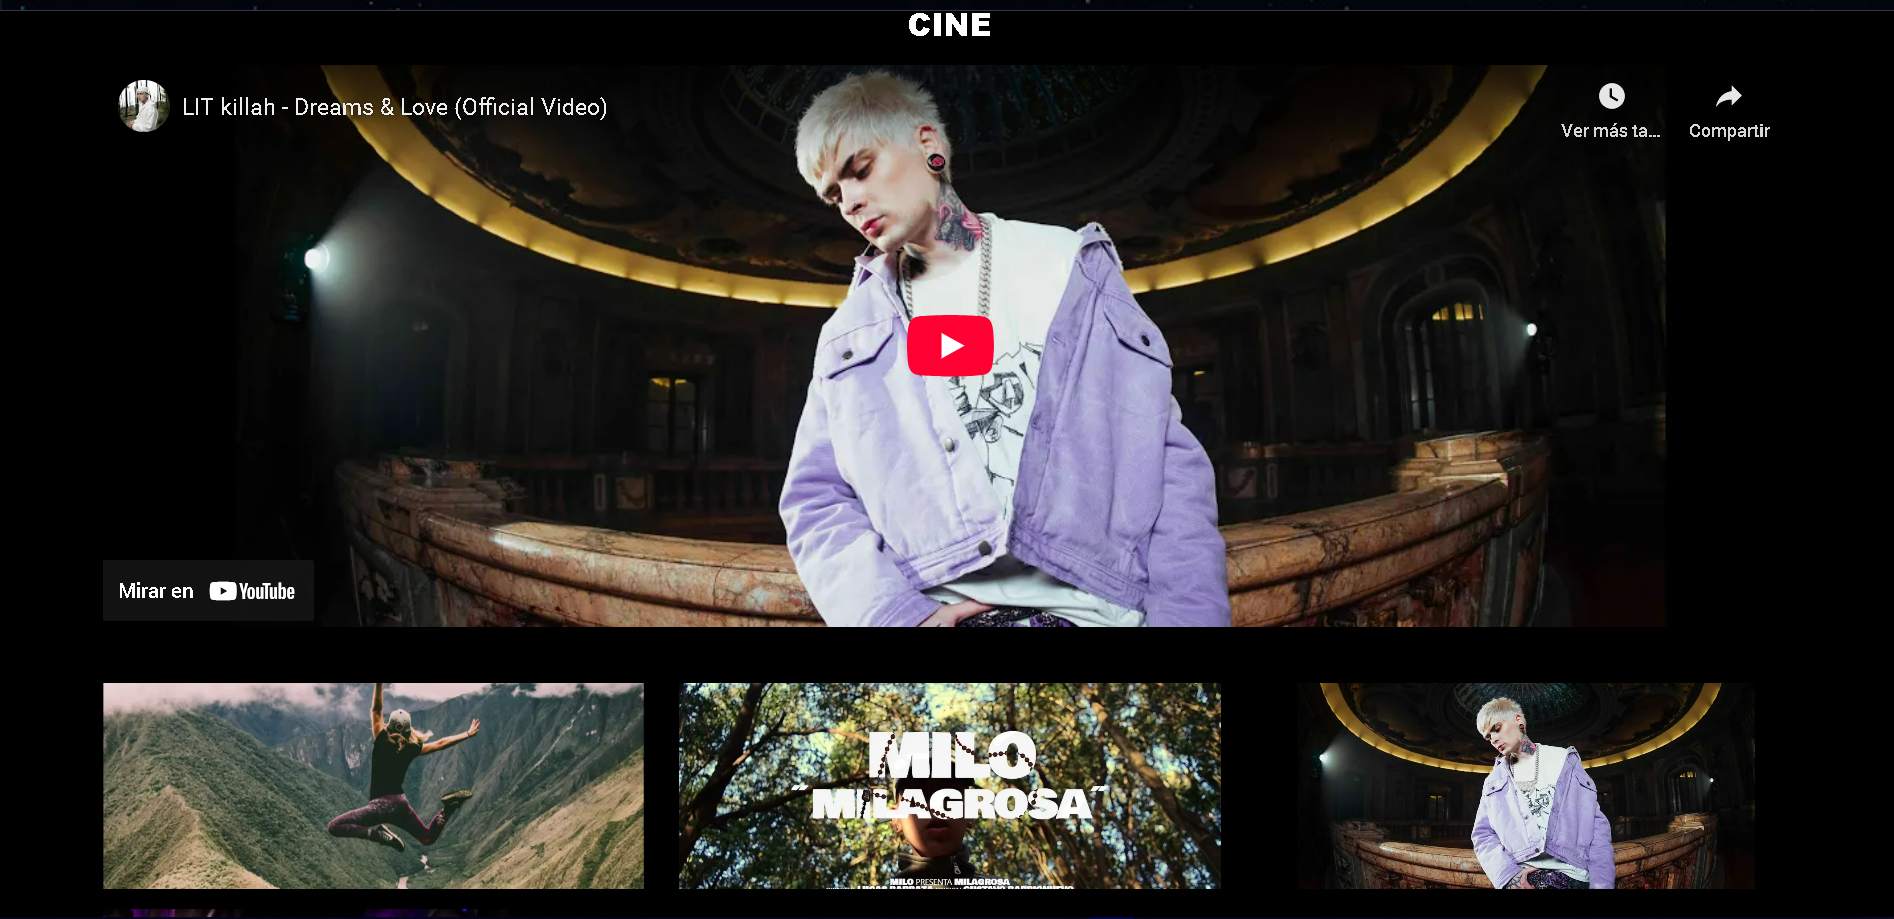 CINE
LIT killah - Dreams & Love (Official Video)
Ver más ta...
Compartir
Mirar en YouTube
MILO
"MILAGROSA"
MILO PRESENTA MILAGROSA